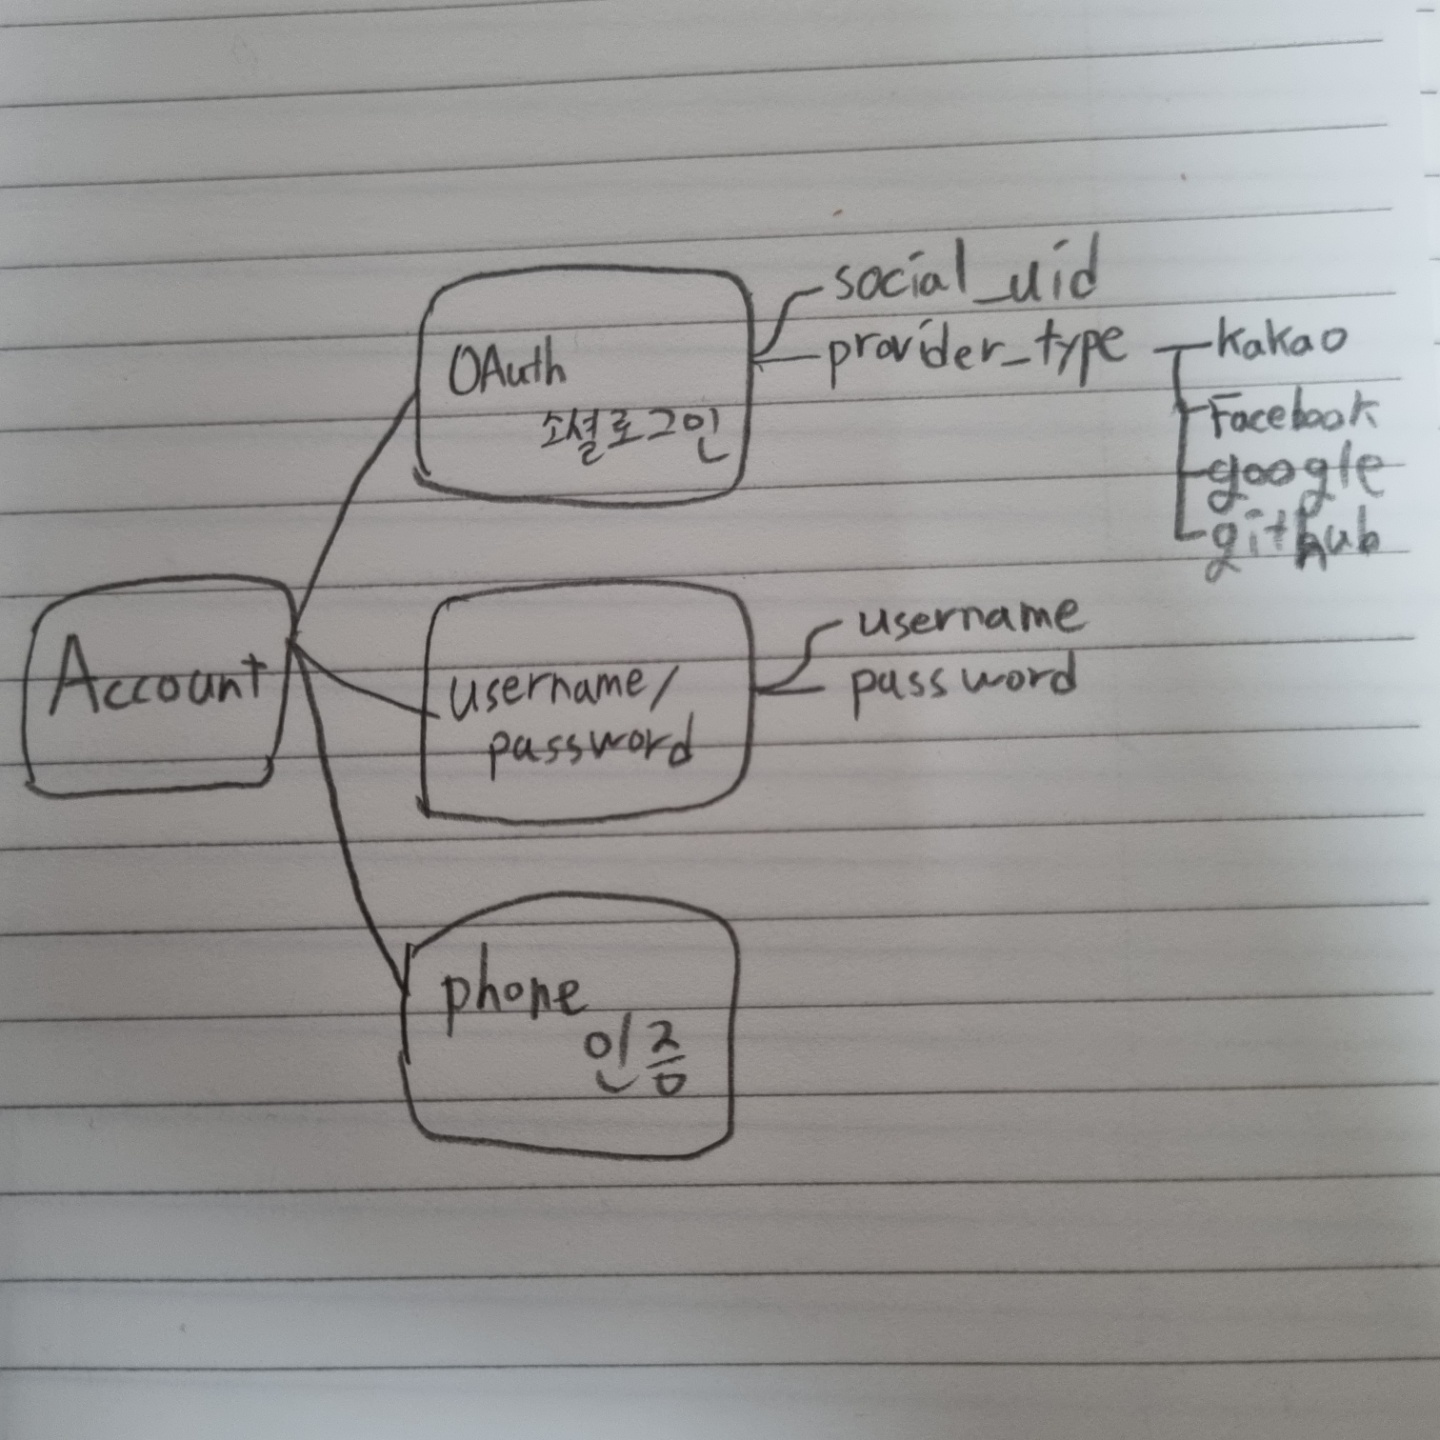 social_uid
provider_type
kakao
Facebook
google
github
OAuth
소셜로그인
Account
username/
password
username
password
phone
인증